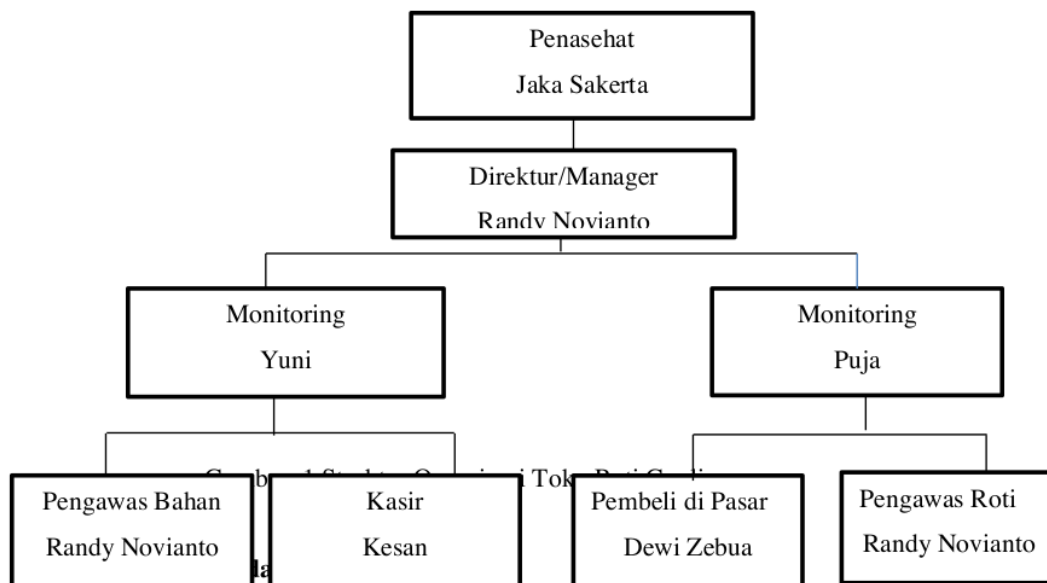 Penasehat
Jaka Sakerta
Direktur/Manager
Randy Novianto
Monitoring
Yuni
Monitoring
Puja
Pengawas Bahan
Randy Novianto
Kasir
Kesan
Pembeli di Pasar
Dewi Zebua
Pengawas Roti
Randy Novianto